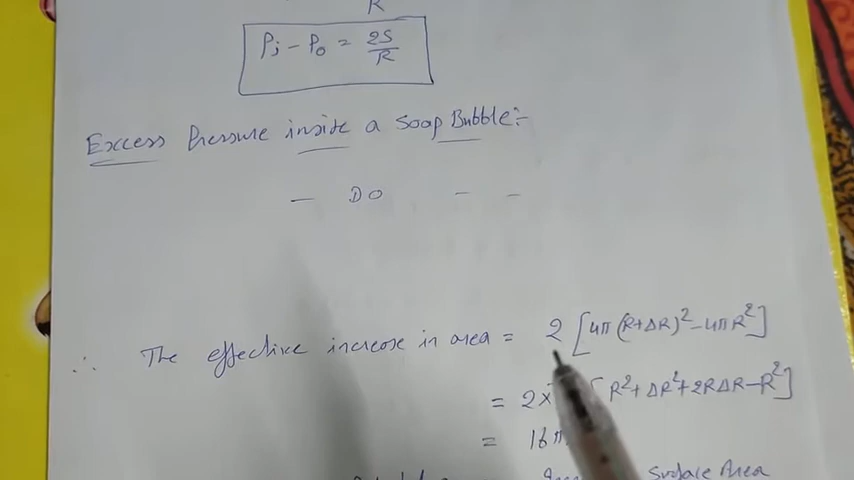 R
Pi - Po = 2S/R
Excess Pressure inside a Soap Bubble:-
— DO — —
∴ The effective increase in area = 2 [4π(R+ΔR)² - 4πR²]
= 2× [R²+ΔR²+2RΔR-R²]
= 16π
Surface Area